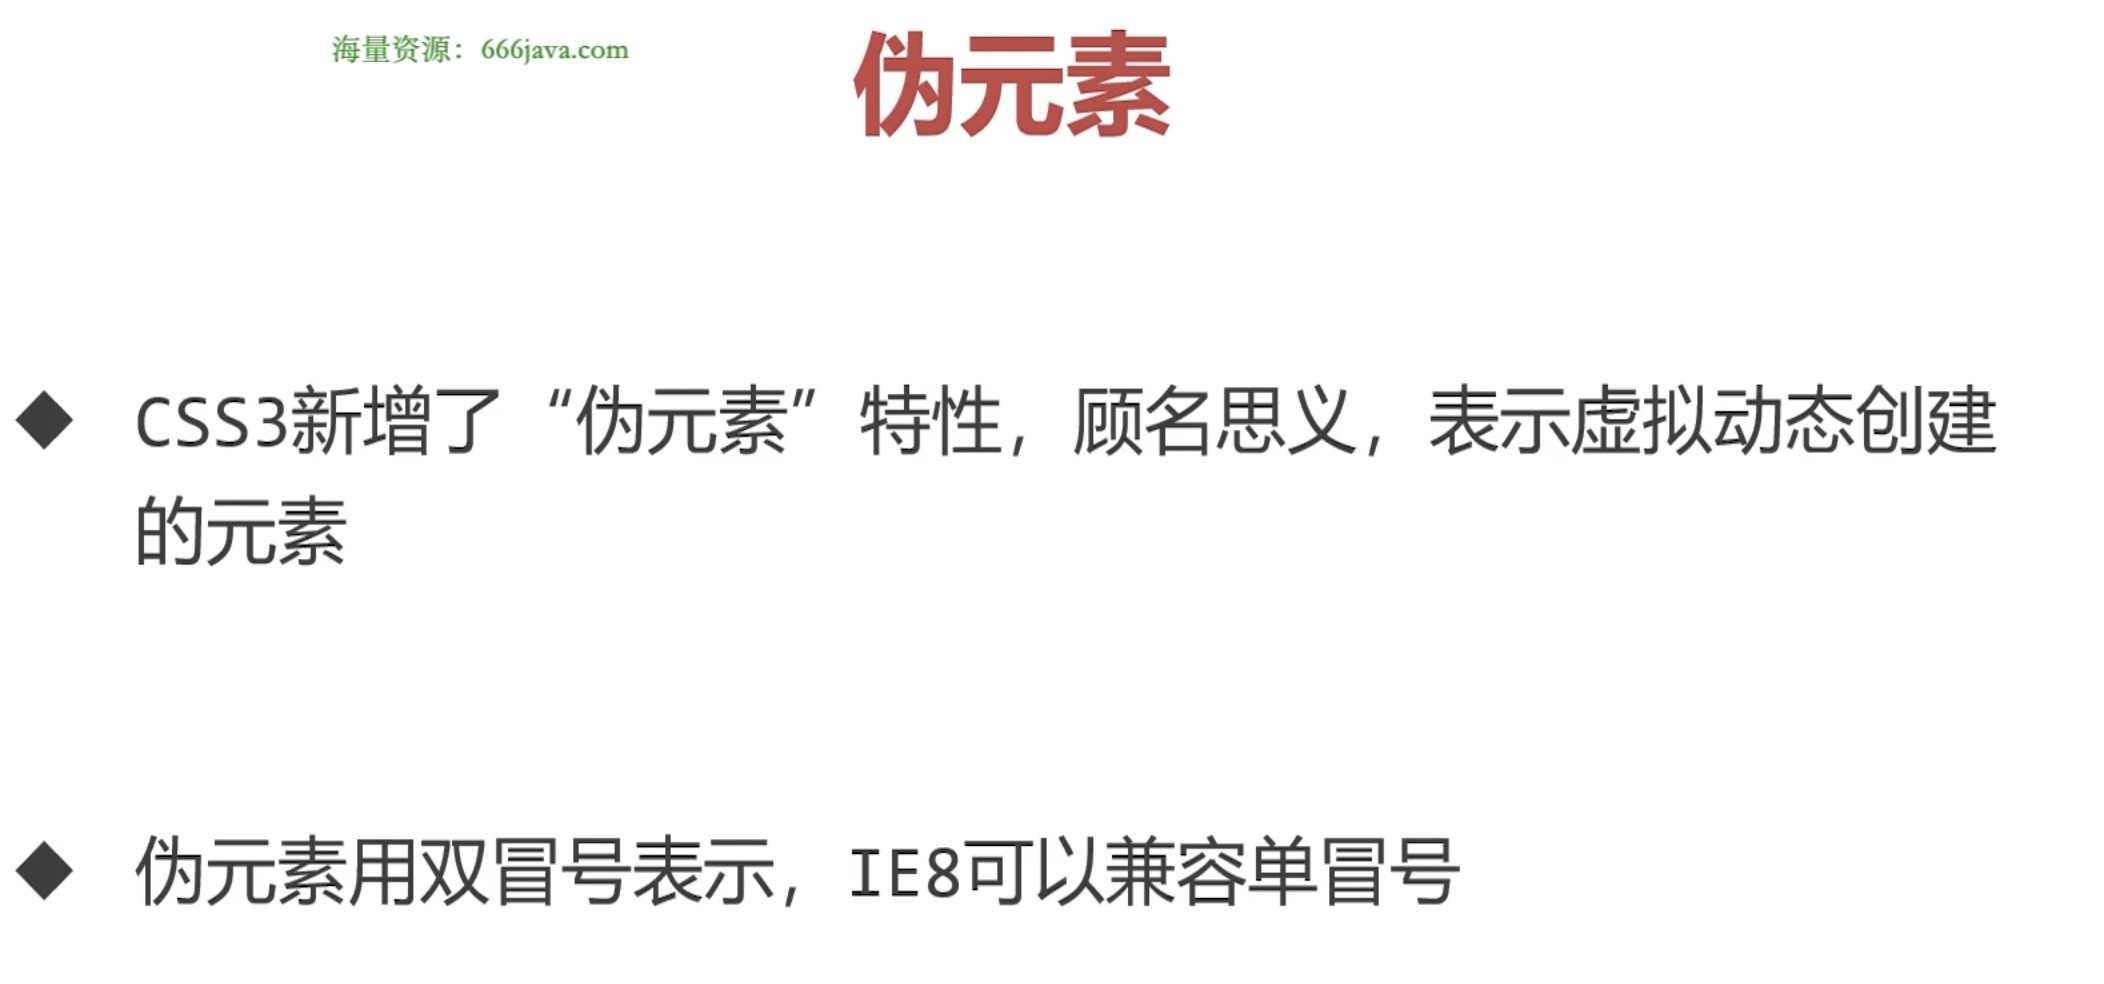 海量资源：666java.com
伪元素
◆ CSS3新增了“伪元素”特性，顾名思义，表示虚拟动态创建
的元素
◆ 伪元素用双冒号表示，IE8可以兼容单冒号